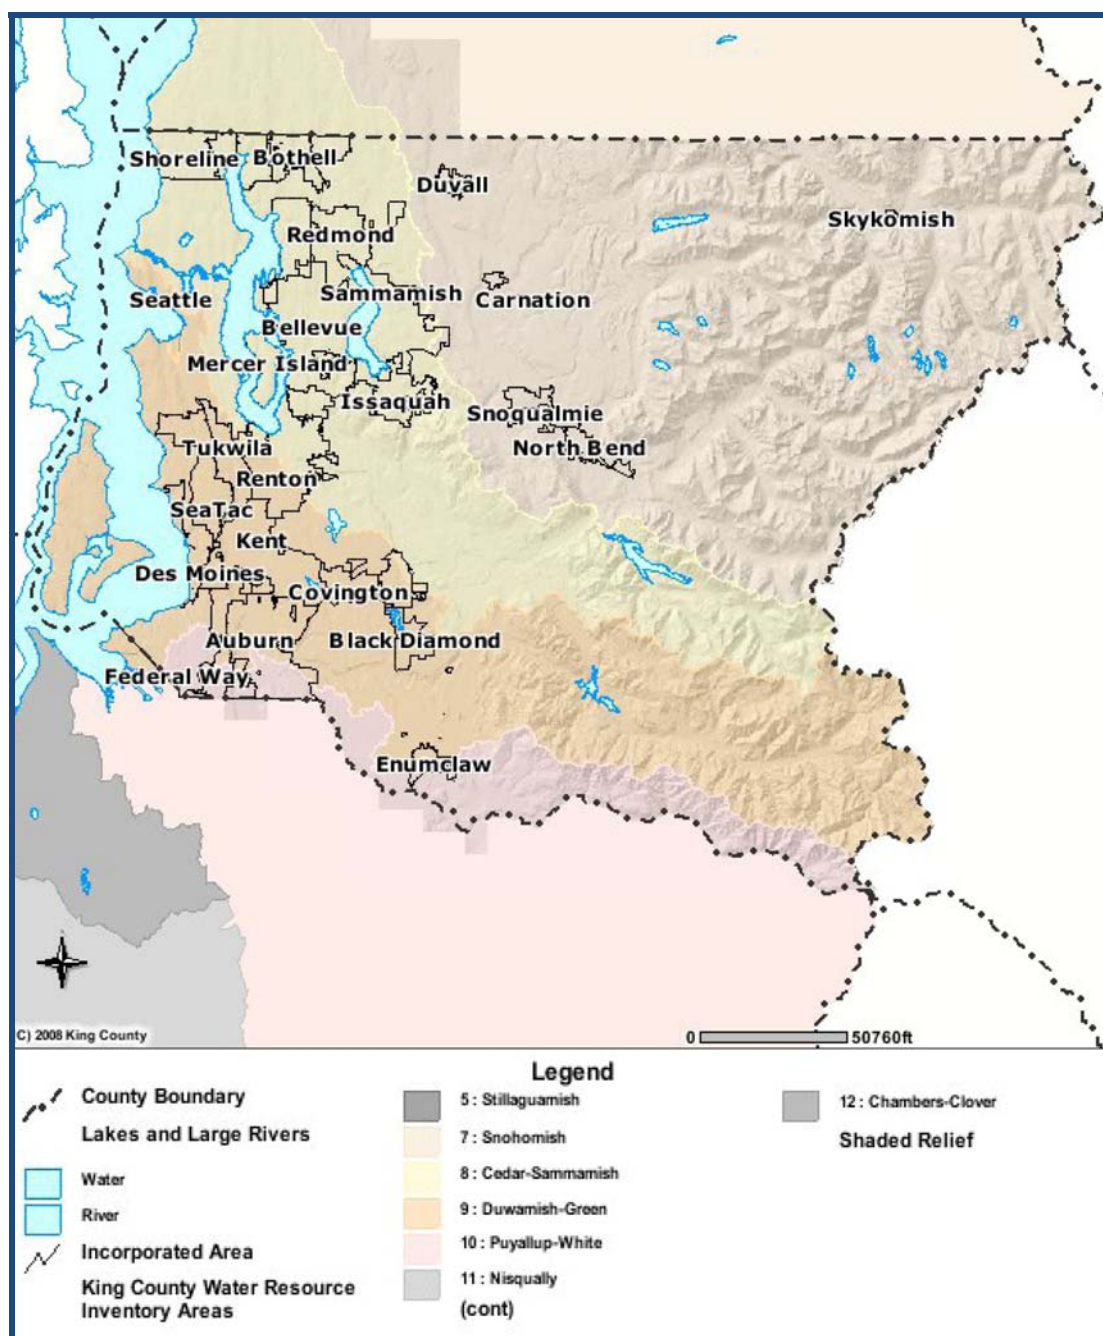 Shoreline Bothell
Duvall
Skykomish
Redmond
Sammamish
Carnation
Seattle
Bellevue
Mercer Island
Issaquah
Snoqualmie
North Bend
Tukwila
Renton
SeaTac
Kent
Des Moines
Covington
Auburn
Black Diamond
Federal Way
Enumclaw
C) 2008 King County
0 50760ft
Legend
County Boundary
Lakes and Large Rivers
Water
River
Incorporated Area
King County Water Resource
Inventory Areas
5 : Stillaguamish
7 : Snohomish
8 : Cedar-Sammamish
9 : Duwamish-Green
10 : Puyallup-White
11 : Nisqually
(cont)
12 : Chambers-Clover
Shaded Relief